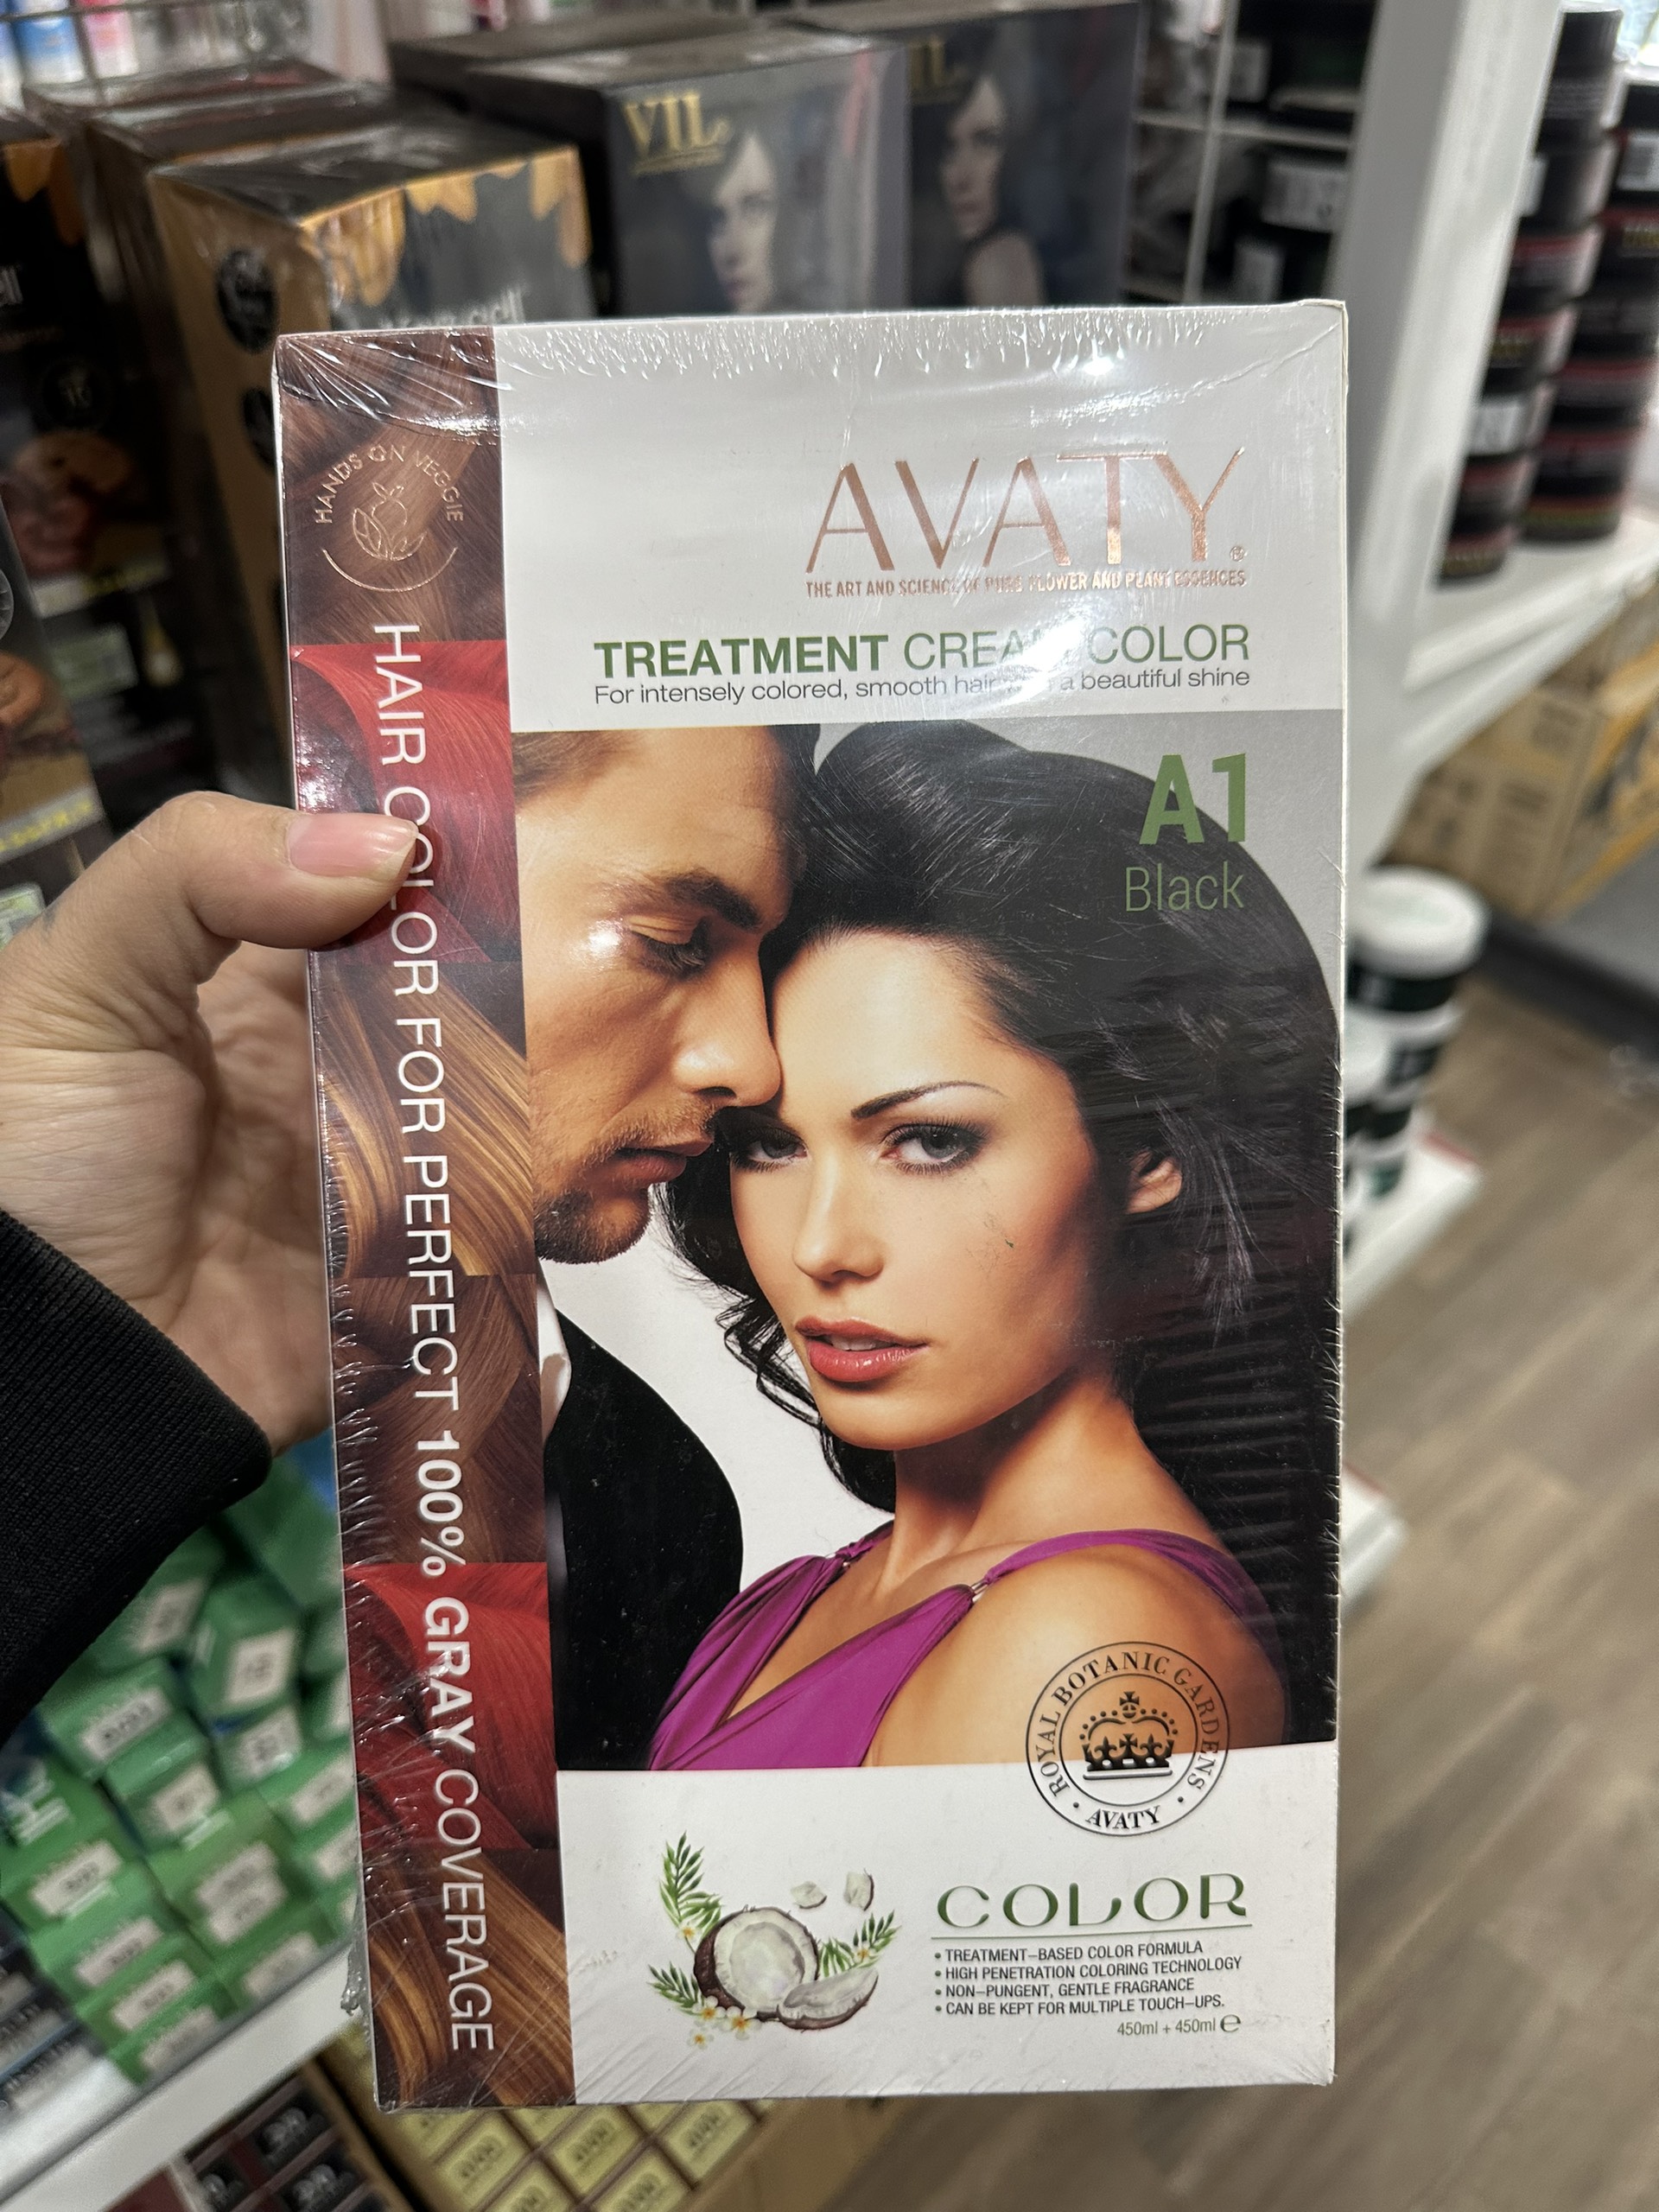 VIL
HANDS ON VEGGIE
HAIR COLOR FOR PERFECT 100% GRAY COVERAGE
AVATY®
THE ART AND SCIENCE OF PURE FLOWER AND PLANT ESSENCES
TREATMENT CREAM COLOR
For intensely colored, smooth hair a beautiful shine
A1
Black
ROYAL BOTANIC GARDENS
• AVATY •
COLOR
• TREATMENT-BASED COLOR FORMULA
• HIGH PENETRATION COLORING TECHNOLOGY
• NON-PUNGENT, GENTLE FRAGRANCE
• CAN BE KEPT FOR MULTIPLE TOUCH-UPS.
450ml + 450ml ℮